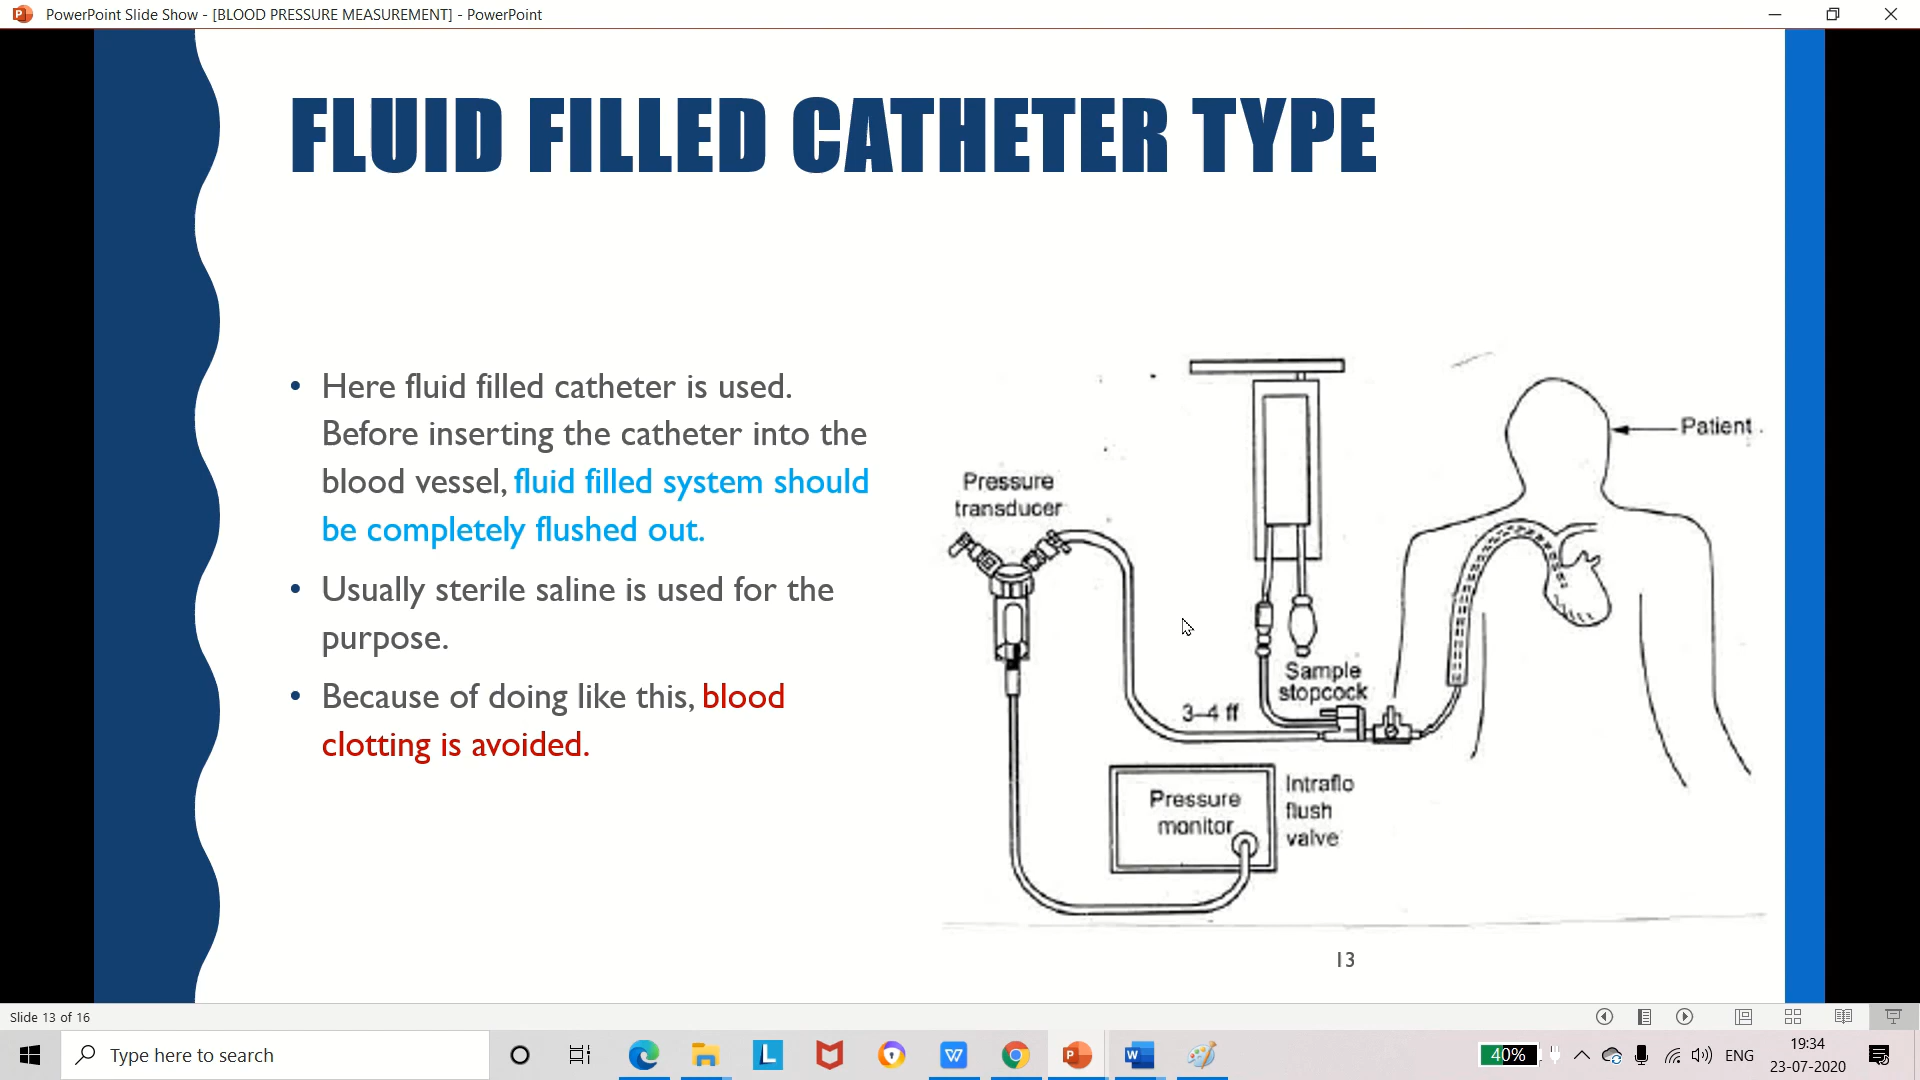 PowerPoint Slide Show - [BLOOD PRESSURE MEASUREMENT] - PowerPoint
FLUID FILLED CATHETER TYPE
• Here fluid filled catheter is used.
Before inserting the catheter into the
blood vessel, fluid filled system should
be completely flushed out.
• Usually sterile saline is used for the
purpose.
• Because of doing like this, blood
clotting is avoided.
Patient
Pressure
transducer
Sample
stopcock
3-4 ff
Pressure
monitor
Intraflo
flush
valve
13
Slide 13 of 16
Type here to search
40%
ENG
19:34
23-07-2020